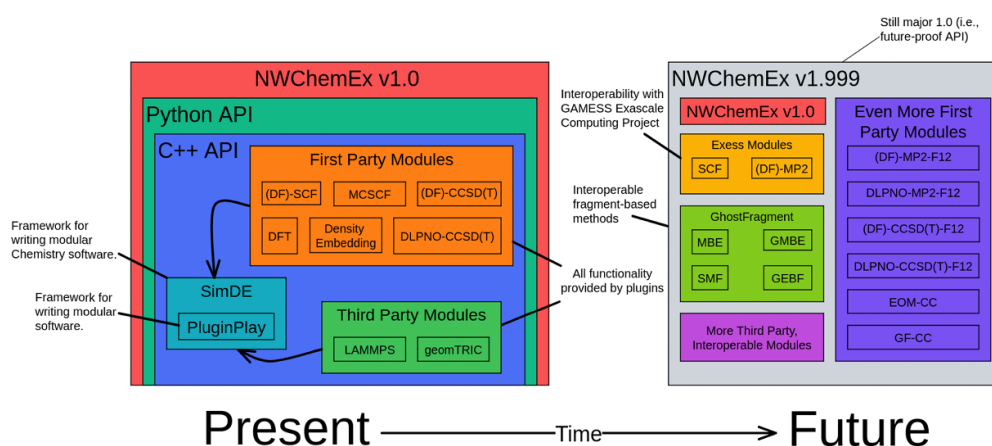 Still major 1.0 (i.e.,
future-proof API)
NWChemEx v1.0
Python API
C++ API
First Party Modules
(DF)-SCF
MCSCF
(DF)-CCSD(T)
DFT
Density
Embedding
DLPNO-CCSD(T)
Framework for
writing modular
Chemistry software.
SimDE
Framework for
writing modular
software.
PluginPlay
Third Party Modules
LAMMPS
geomTRIC
Interoperability with
GAMESS Exascale
Computing Project
Interoperable
fragment-based
methods
All functionality
provided by plugins
NWChemEx v1.999
NWChemEx v1.0
Exess Modules
SCF
(DF)-MP2
GhostFragment
MBE
GMBE
SMF
GEBF
More Third Party,
Interoperable Modules
Even More First
Party Modules
(DF)-MP2-F12
DLPNO-MP2-F12
(DF)-CCSD(T)-F12
DLPNO-CCSD(T)-F12
EOM-CC
GF-CC
Present
Time
Future